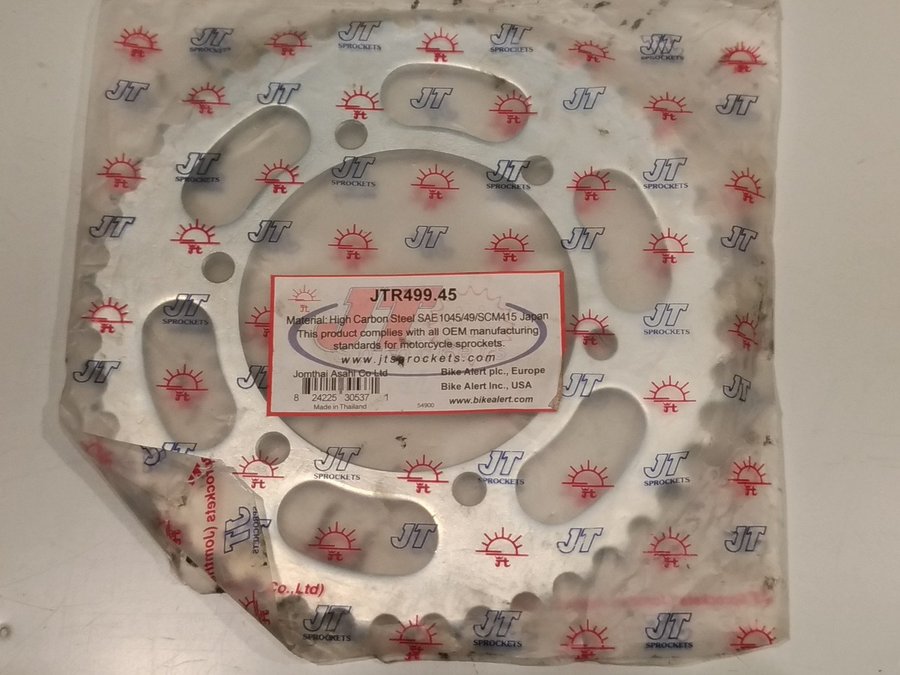 JT
SPROCKETS
JTR499.45
Material: High Carbon Steel SAE1045/49/SCM415 Japan
This product complies with all OEM manufacturing
standards for motorcycle sprockets.
www.jtsprockets.com
Jomthai Asahi Co Ltd
Bike Alert plc., Europe
Bike Alert Inc., USA
8 24225 30537 1
Made in Thailand
54900
www.bikealert.com
Co.,Ltd)